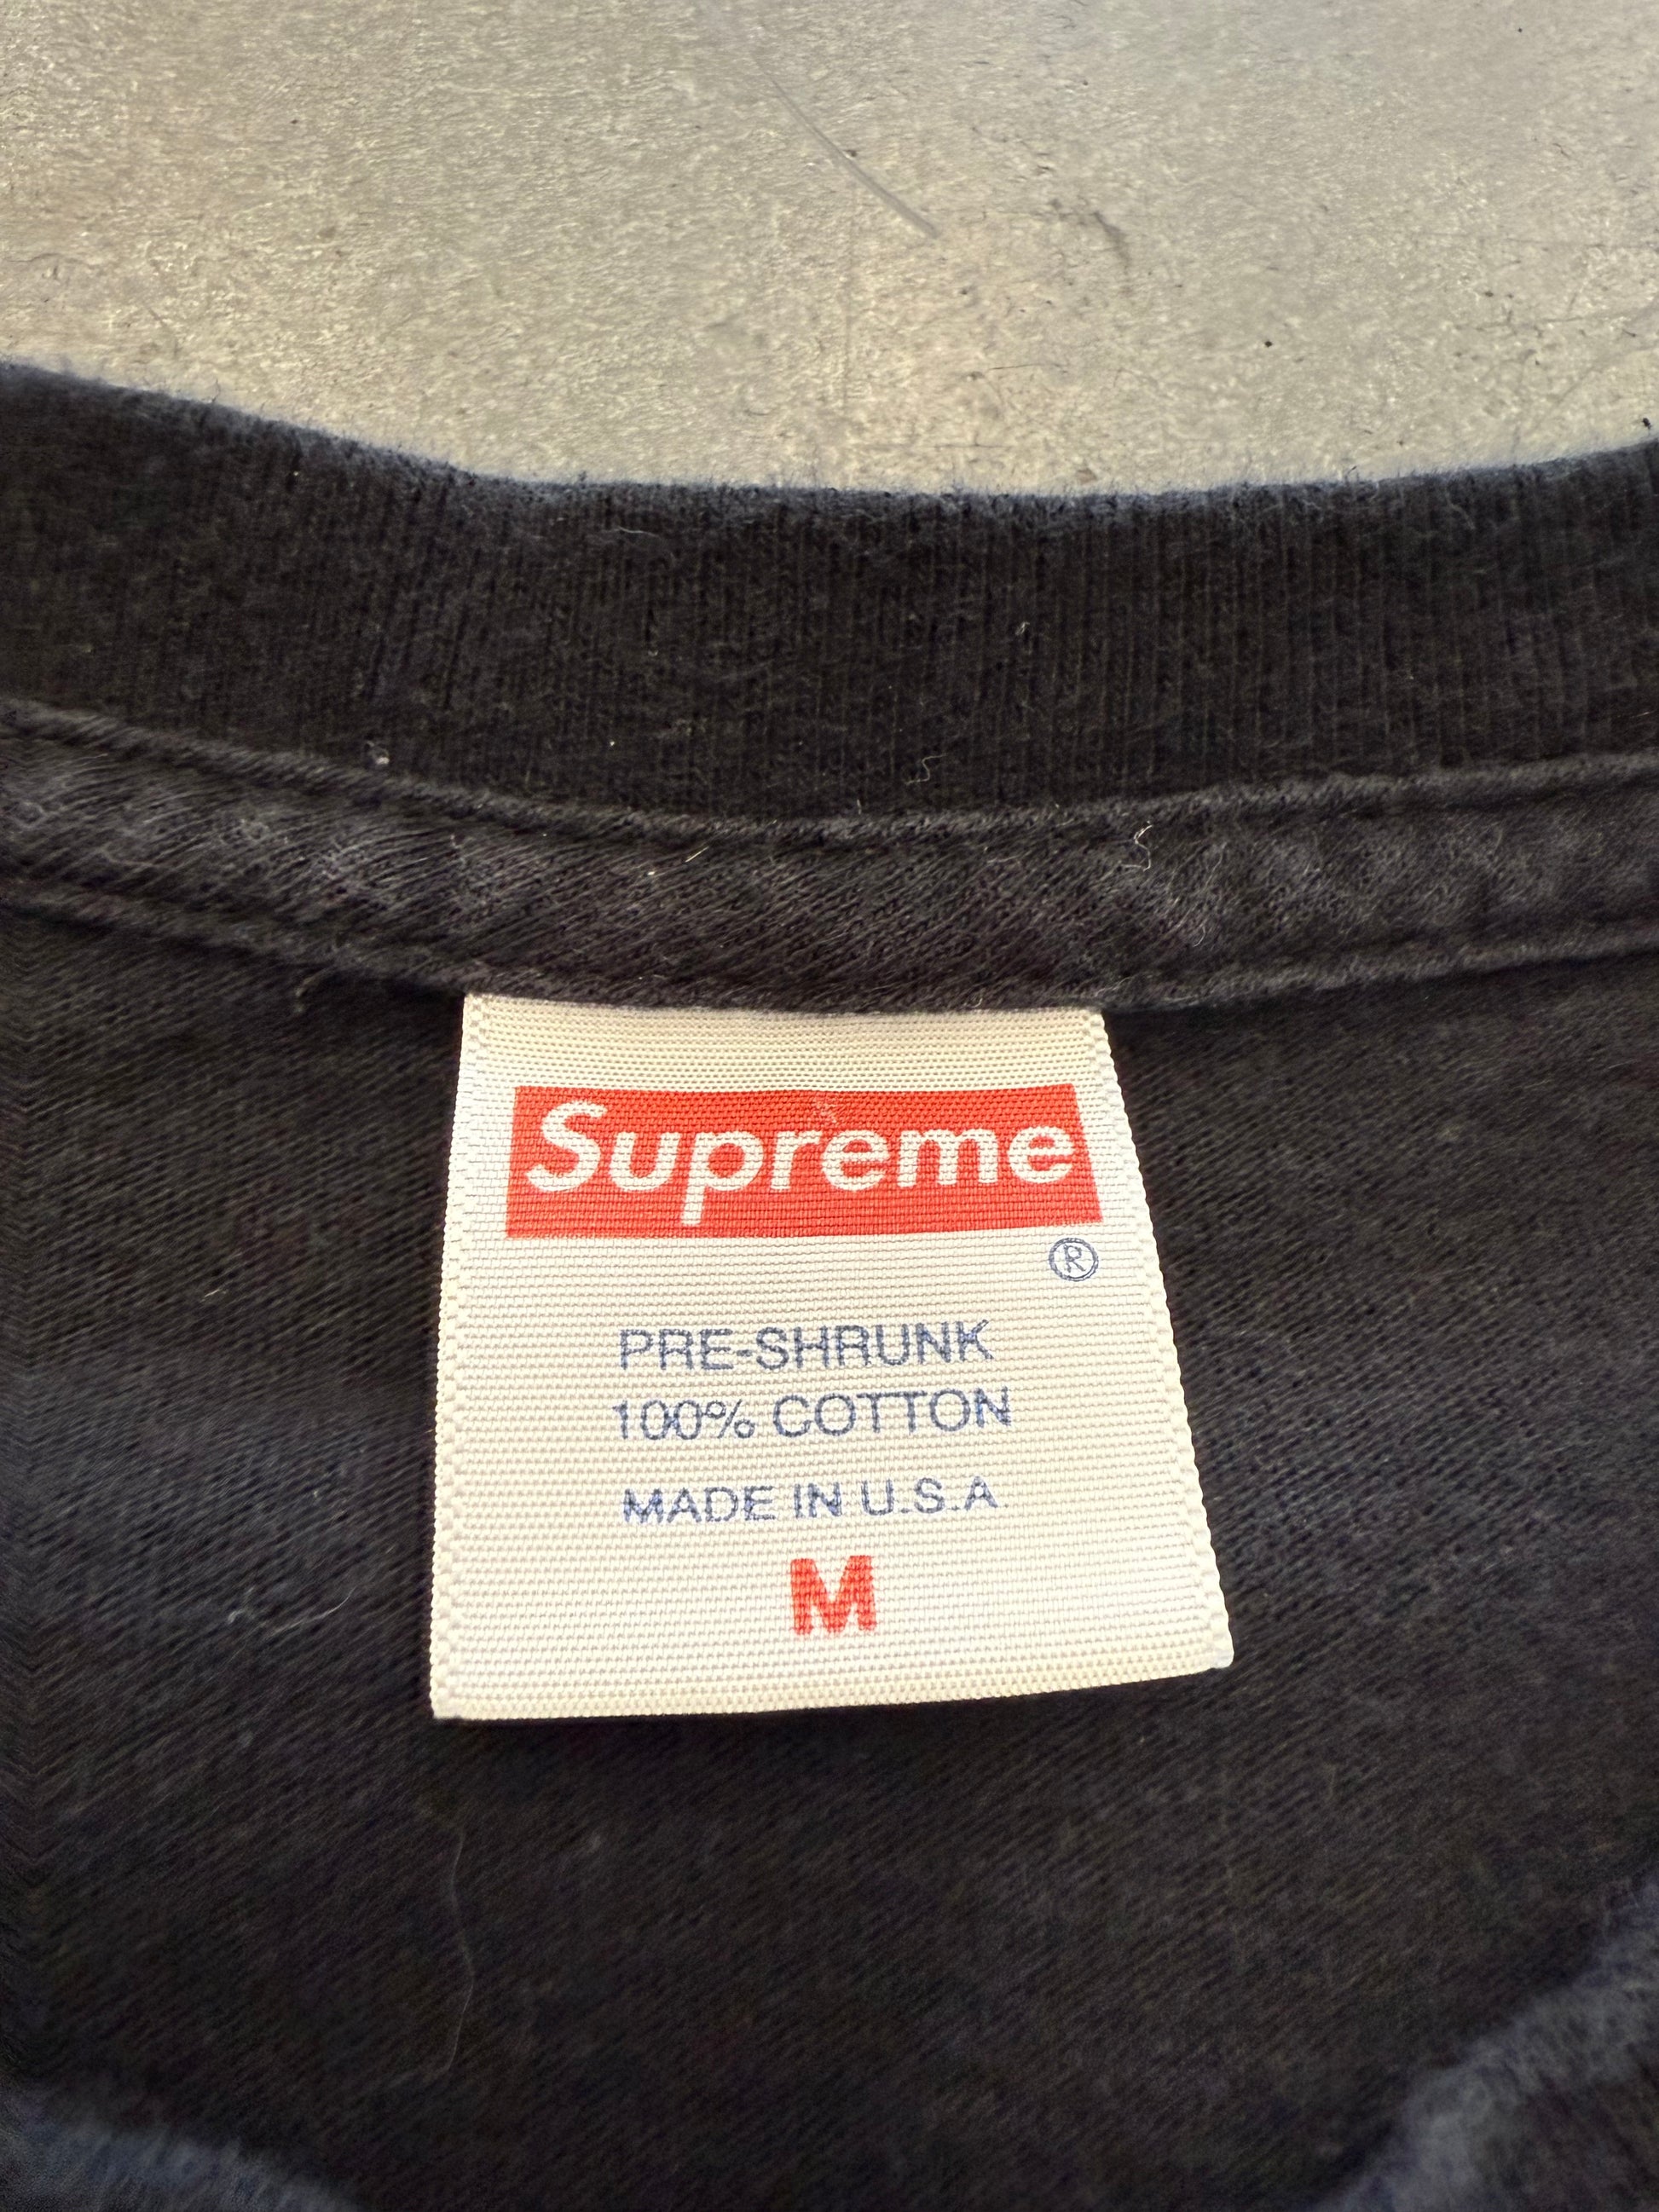 Supreme
®
PRE-SHRUNK
100% COTTON
MADE IN U.S.A
M